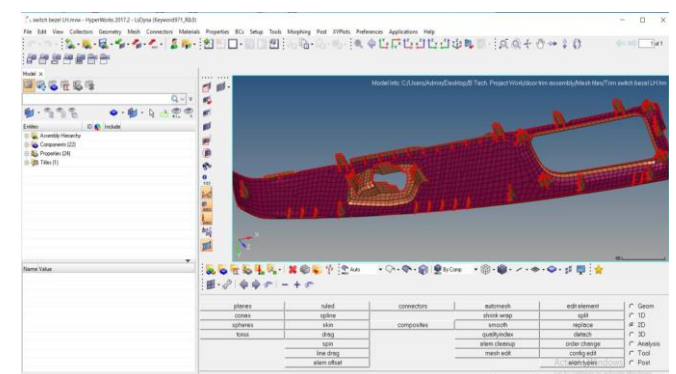 switch bezel LH.mvw - HyperWorks 2017.2 - LsDyna (Keyword971_R8.0)
File Edit View Collectors Geometry Mesh Connectors Materials Properties BCs Setup Tools Morphing Post XYPlots Preferences Applications Help
Model
Model Info: C:/Users/Admin/Desktop/B Tech. Project Work/door trim assembly/Mesh files/Trim switch bezel LH.hm
Entities ID Include
Assembly Hierarchy
Components (22)
Properties (24)
Titles (1)
Name Value
Auto By Comp
planes ruled connectors automesh edit element Geom
cones spline shrink wrap split 1D
spheres skin composites smooth replace 2D
torus drag qualityindex detach 3D
spin elem cleanup order change Analysis
line drag mesh edit config edit Tool
elem offset elem types Post